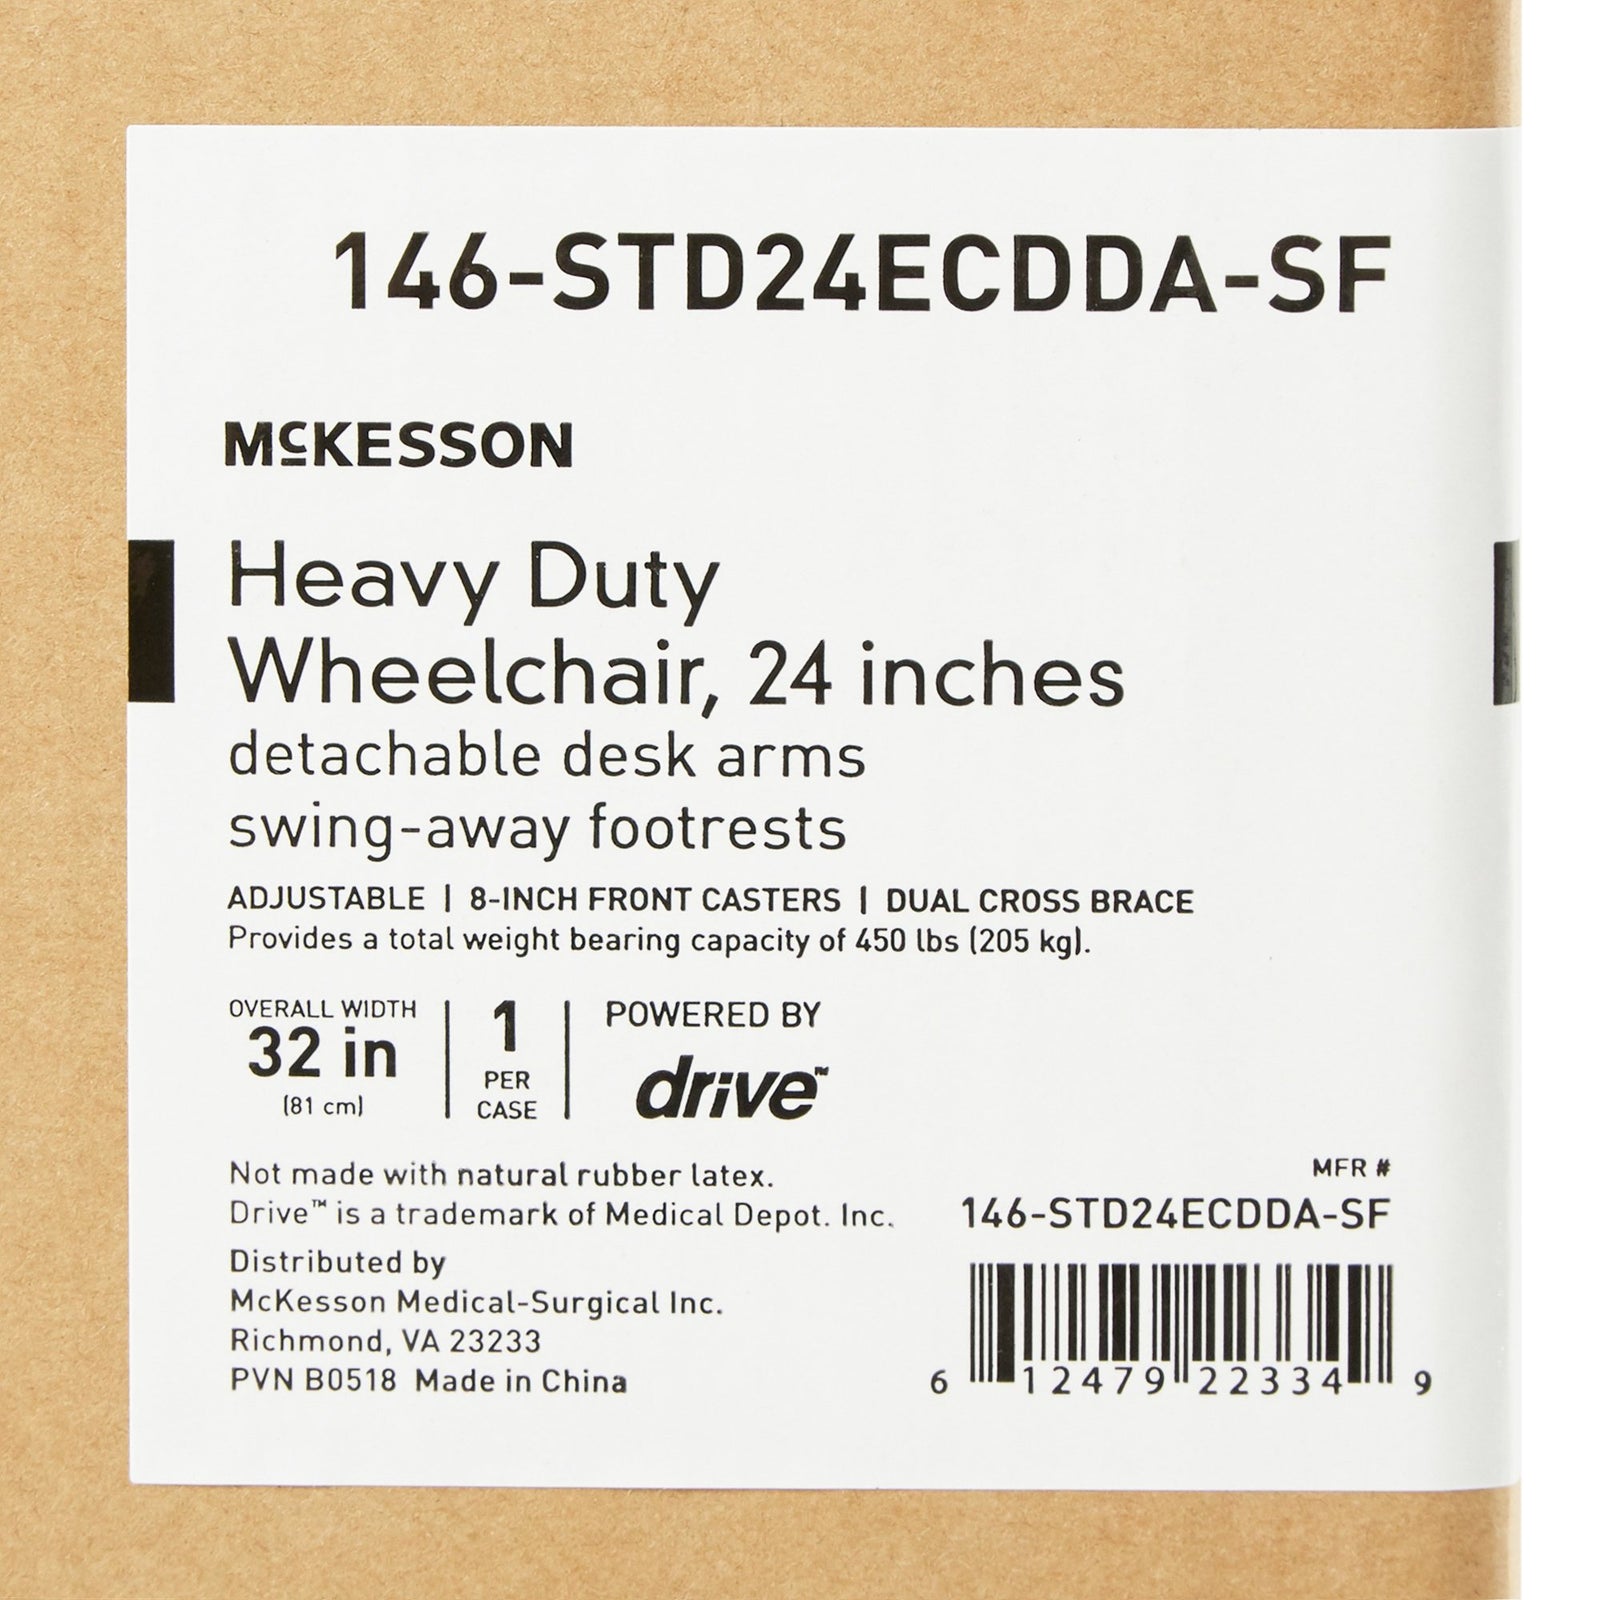 146-STD24ECDDA-SF
McKESSON
Heavy Duty
Wheelchair, 24 inches
detachable desk arms
swing-away footrests
ADJUSTABLE | 8-INCH FRONT CASTERS | DUAL CROSS BRACE
Provides a total weight bearing capacity of 450 lbs (205 kg).
OVERALL WIDTH
32 in
(81 cm)
1
PER
CASE
POWERED BY
drive™
Not made with natural rubber latex.
Drive™ is a trademark of Medical Depot. Inc.
Distributed by
McKesson Medical-Surgical Inc.
Richmond, VA 23233
PVN B0518 Made in China
MFR #
146-STD24ECDDA-SF
6 12479 22334 9